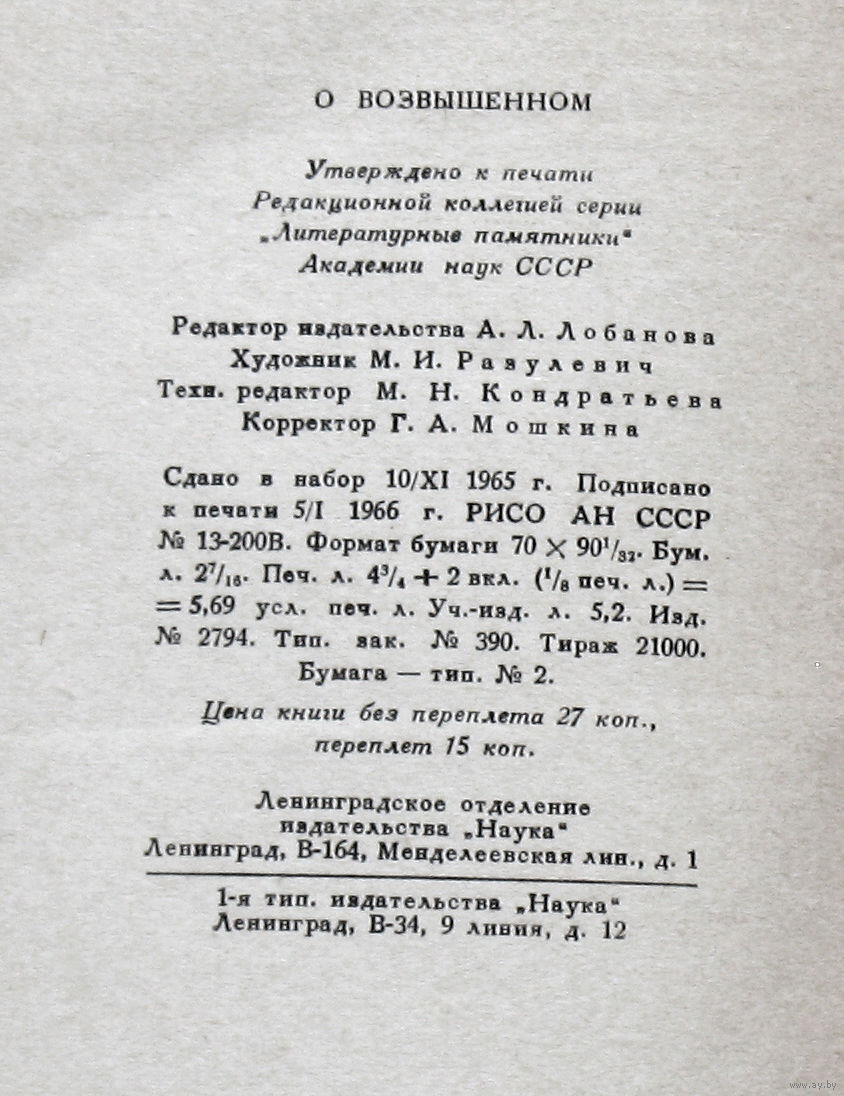 О ВОЗВЫШЕННОМ
Утверждено к печати
Редакционной коллегией серии
„Литературные памятники“
Академии наук СССР
Редактор издательства А. Л. Лобанова
Художник М. И. Разулевич
Техн. редактор М. Н. Кондратьева
Корректор Г. А. Мошкина
Сдано в набор 10/XI 1965 г. Подписано
к печати 5/I 1966 г. РИСО АН СССР
№ 13-200В. Формат бумаги 70 × 90¹/₃₂. Бум.
л. 2⁷/₁₆. Печ. л. 4³/₄ + 2 вкл. (¹/₈ печ. л.) =
= 5,69 усл. печ. л. Уч.-изд. л. 5,2. Изд.
№ 2794. Тип. зак. № 390. Тираж 21000.
Бумага — тип. № 2.
Цена книги без переплета 27 коп.,
переплет 15 коп.
Ленинградское отделение
издательства „Наука“
Ленинград, В-164, Менделеевская лин., д. 1
1-я тип. издательства „Наука“
Ленинград, В-34, 9 линия, д. 12
www.ay.by